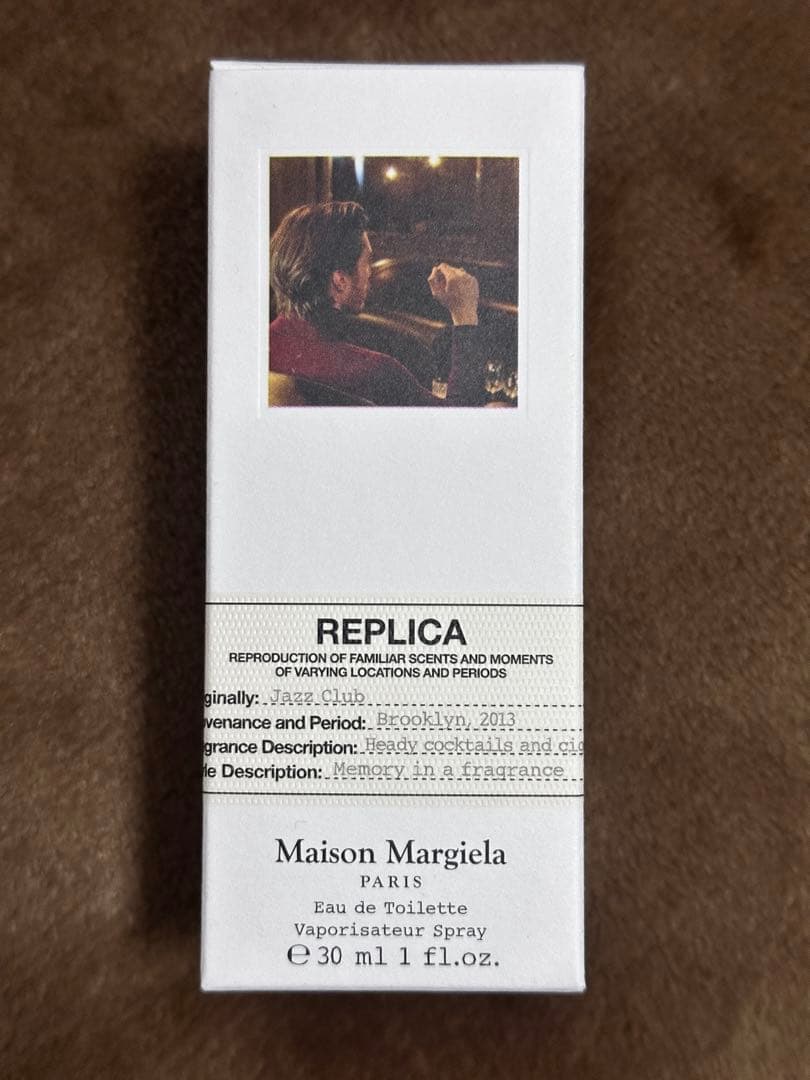 REPLICA
REPRODUCTION OF FAMILIAR SCENTS AND MOMENTS
OF VARYING LOCATIONS AND PERIODS
ginally: Jazz Club
venance and Period: Brooklyn, 2013
grance Description: Heady cocktails and cig
le Description: Memory in a fragrance
Maison Margiela
PARIS
Eau de Toilette
Vaporisateur Spray
℮ 30 ml 1 fl.oz.